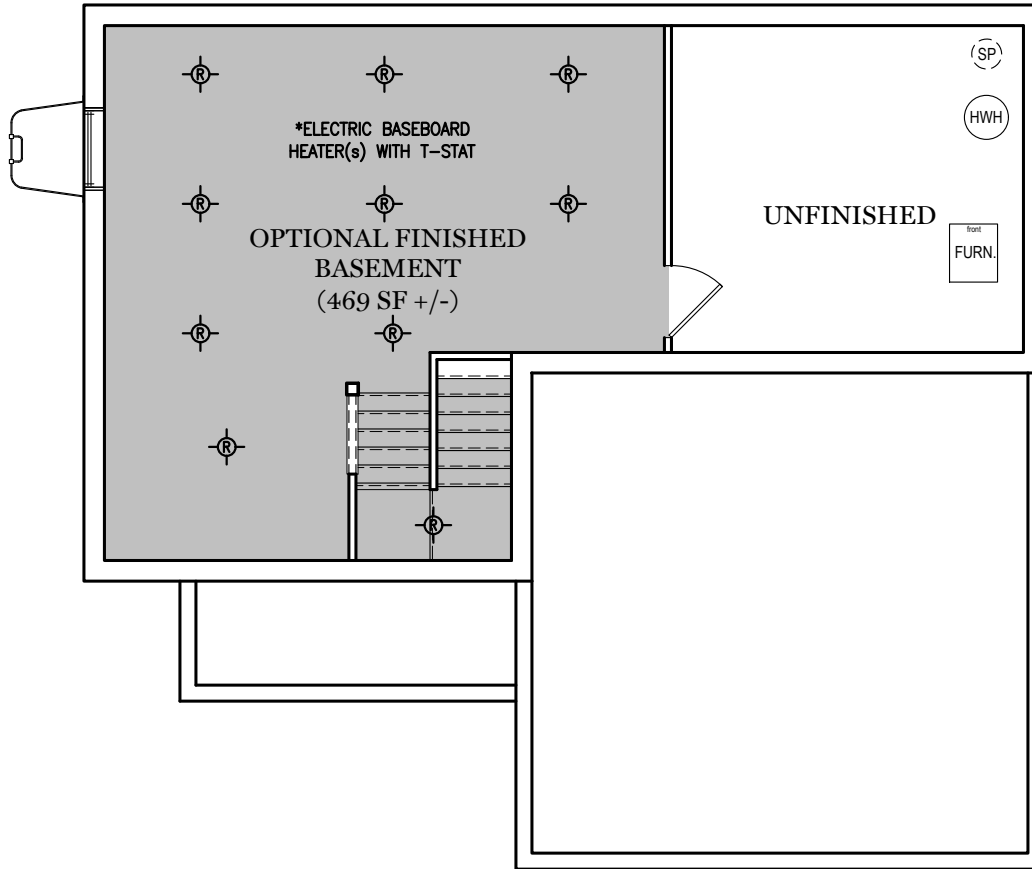 R R R
SP
HWH
*ELECTRIC BASEBOARD
HEATER(s) WITH T-STAT
R R R
UNFINISHED
front
FURN.
OPTIONAL FINISHED
BASEMENT
(469 SF +/-)
R R
R
R